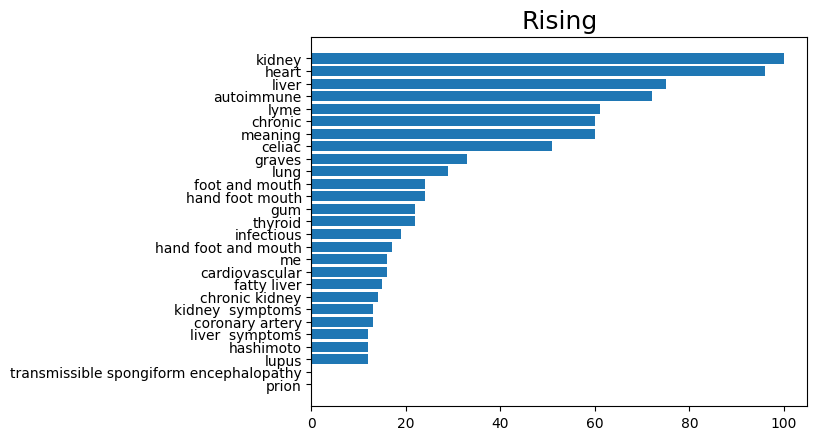 Rising
kidney
heart
liver
autoimmune
lyme
chronic
meaning
celiac
graves
lung
foot and mouth
hand foot mouth
gum
thyroid
infectious
hand foot and mouth
me
cardiovascular
fatty liver
chronic kidney
kidney  symptoms
coronary artery
liver  symptoms
hashimoto
lupus
transmissible spongiform encephalopathy
prion
0 20 40 60 80 100